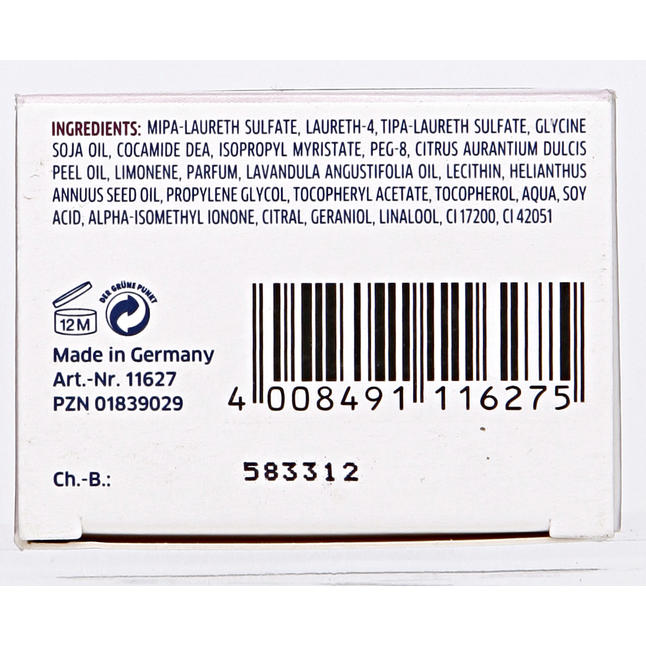 INGREDIENTS: MIPA-LAURETH SULFATE, LAURETH-4, TIPA-LAURETH SULFATE, GLYCINE
SOJA OIL, COCAMIDE DEA, ISOPROPYL MYRISTATE, PEG-8, CITRUS AURANTIUM DULCIS
PEEL OIL, LIMONENE, PARFUM, LAVANDULA ANGUSTIFOLIA OIL, LECITHIN, HELIANTHUS
ANNUUS SEED OIL, PROPYLENE GLYCOL, TOCOPHERYL ACETATE, TOCOPHEROL, AQUA, SOY
ACID, ALPHA-ISOMETHYL IONONE, CITRAL, GERANIOL, LINALOOL, CI 17200, CI 42051
12 M
DER GRÜNE PUNKT
Made in Germany
Art.-Nr. 11627
PZN 01839029
4 008491 116275
Ch.-B.: 583312